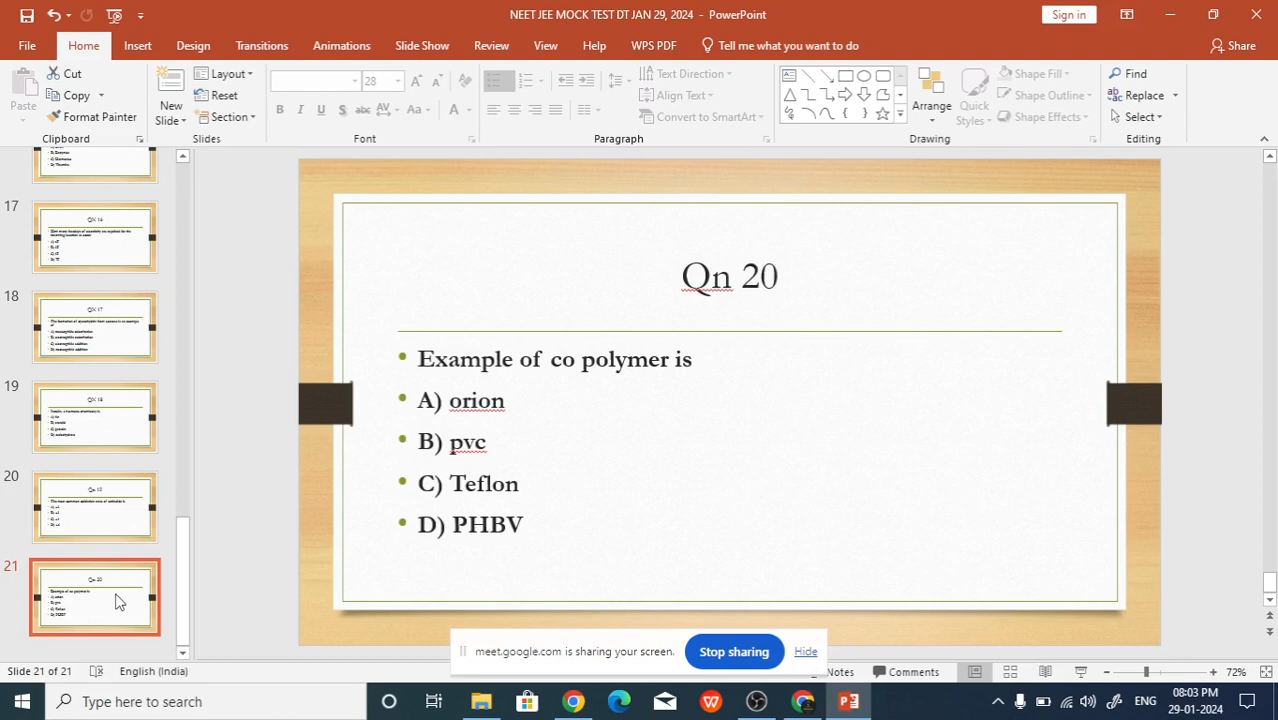 NEET JEE MOCK TEST DT JAN 29, 2024 - PowerPoint
Sign in
File Home Insert Design Transitions Animations Slide Show Review View Help WPS PDF Tell me what you want to do Share
Cut
Copy
Format Painter
Paste
Clipboard
New Slide
Layout
Reset
Section
Slides
28
B I U S abc AV Aa A
Font
Text Direction
Align Text
Convert to SmartArt
Paragraph
Arrange
Quick Styles
Shape Fill
Shape Outline
Shape Effects
Drawing
Find
Replace
Select
Editing
17
18
19
20
21
Qn 20
Example of co polymer is
A) orion
B) pvc
C) Teflon
D) PHBV
meet.google.com is sharing your screen. Stop sharing Hide
Slide 21 of 21 English (India) Notes Comments 72%
Type here to search
ENG
08:03 PM
29-01-2024